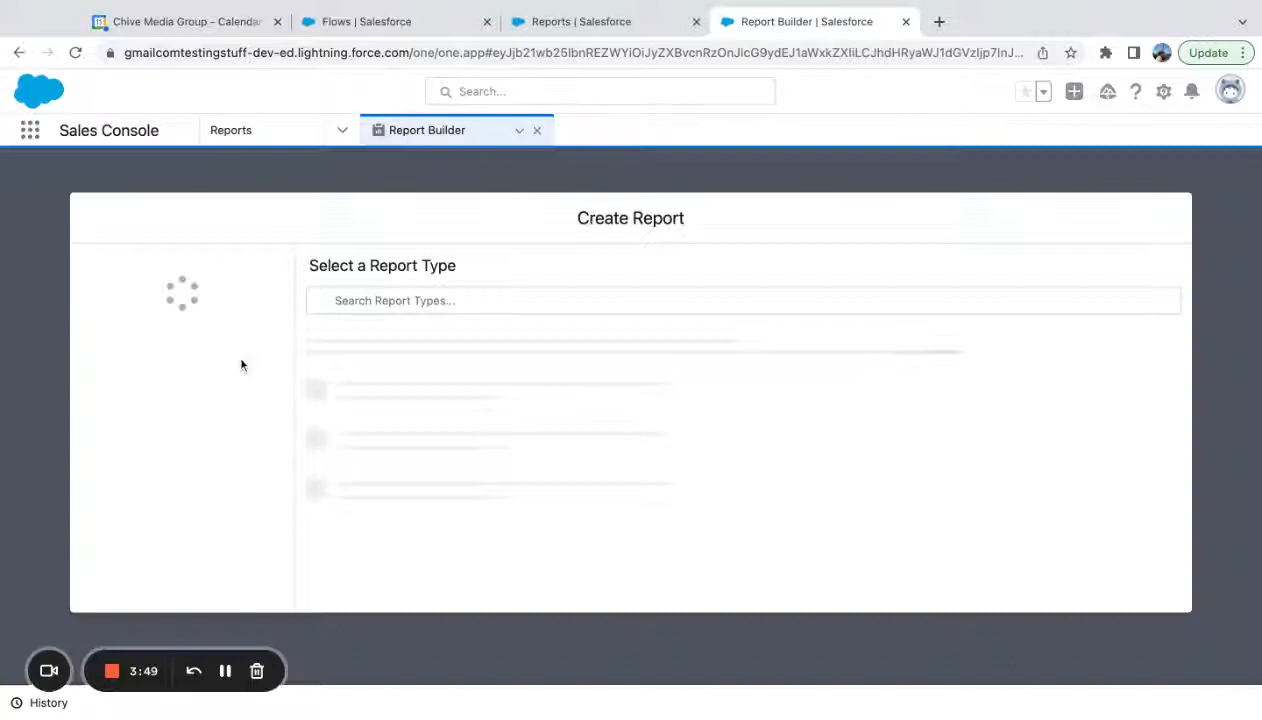 Chive Media Group - Calendar
Flows | Salesforce
Reports | Salesforce
Report Builder | Salesforce
gmailcomtestingstuff-dev-ed.lightning.force.com/one/one.app#eyJjb21wb25lbnREZWYiOiJyZXBvcnRzOnJlcG9ydEJ1aWxkZXIiLCJhdHRyaWJ1dGVzIjp7InJ...
Update
Search...
Sales Console
Reports
Report Builder
Create Report
Select a Report Type
Search Report Types...
3:49
History